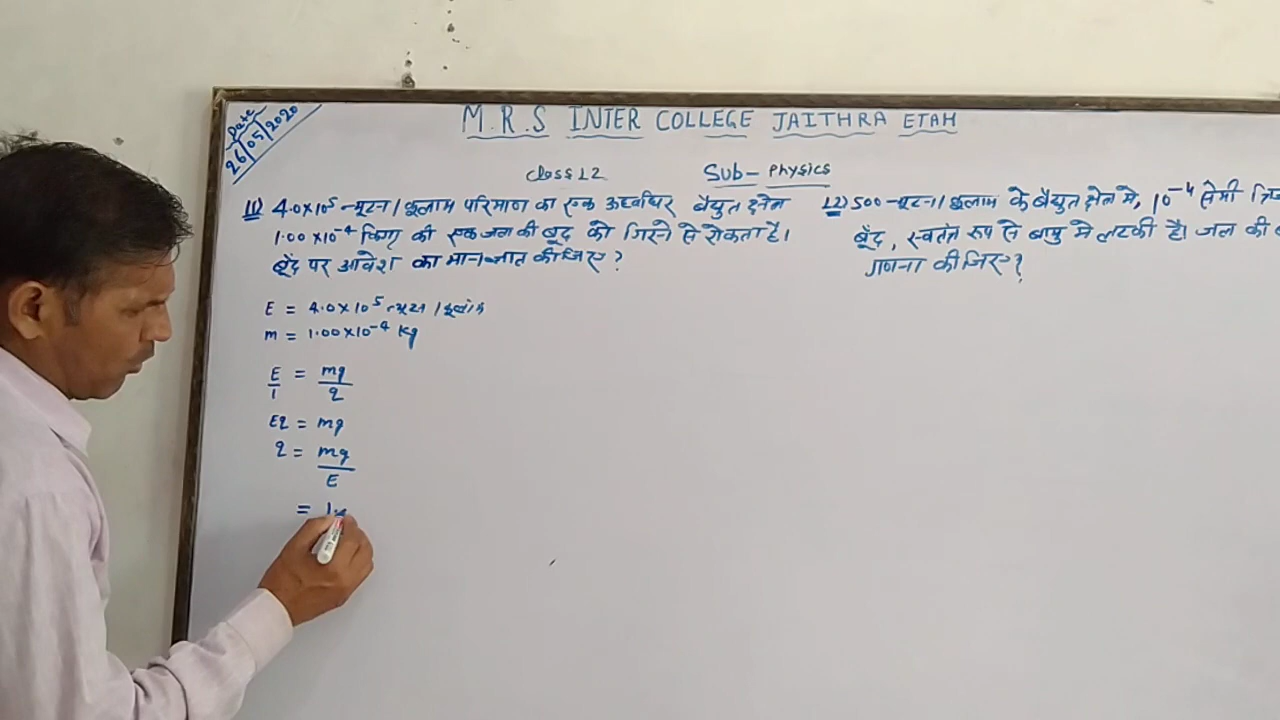 Date
26/05/2020
M.R.S INTER COLLEGE JAITHRA ETAH
Class 12
Sub- Physics
11) 4.0×10⁵ न्यूटन/कूलाम परिमाण का एक ऊर्ध्वाधर वैद्युत क्षेत्र
1.00×10⁻⁴ किग्रा की एक जल की बूंद को गिरने से रोकता है।
बूंद पर आवेश का मान ज्ञात कीजिए?
E = 4.0×10⁵ न्यूटन/कूलॉम
m = 1.00×10⁻⁴ kg
E/1 = mg/q
Eq = mg
q = mg/E
= 1.
12) 500 न्यूटन/कूलाम के वैद्युत क्षेत्र मे, 10⁻⁴ सेमी
बूंद, स्वतंत्र रूप से वायु मे लटकी है। जल की
गणना कीजिए?